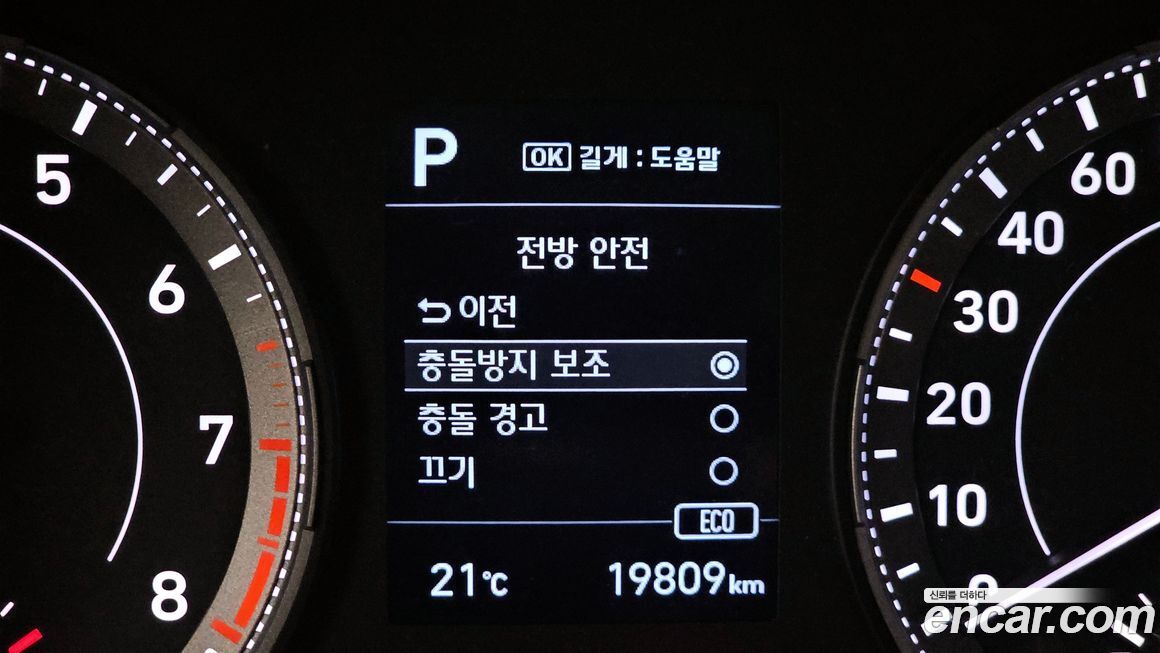 P
OK 길게 : 도움말
전방 안전
이전
충돌방지 보조
충돌 경고
끄기
ECO
21℃ 19809km
5
6
7
8
60
40
30
20
10
0
신뢰를 더하다
encar.com